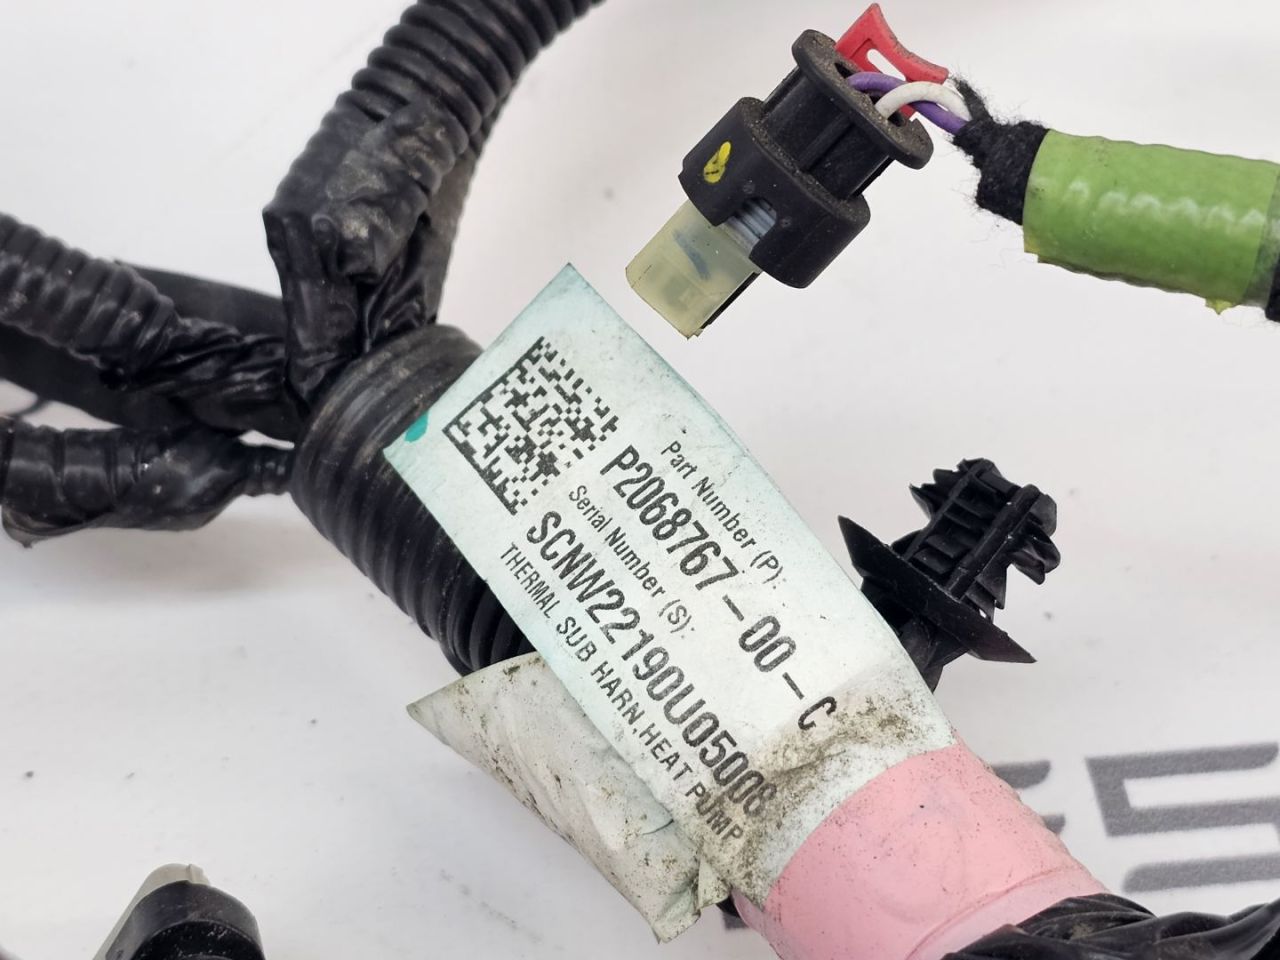 Part Number (P):
P2068767-00-C
Serial Number (S):
SCNW22190U05008
THERMAL SUB HARN,HEAT PUMP